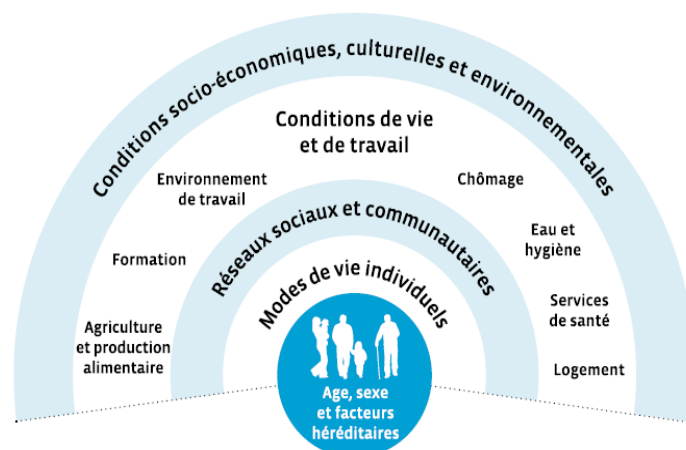 Conditions socio-économiques, culturelles et environnementales
Conditions de vie
et de travail
Environnement
de travail
Chômage
Réseaux sociaux et communautaires
Formation
Eau et
hygiène
Modes de vie individuels
Agriculture
et production
alimentaire
Services
de santé
Logement
Age, sexe
et facteurs
héréditaires